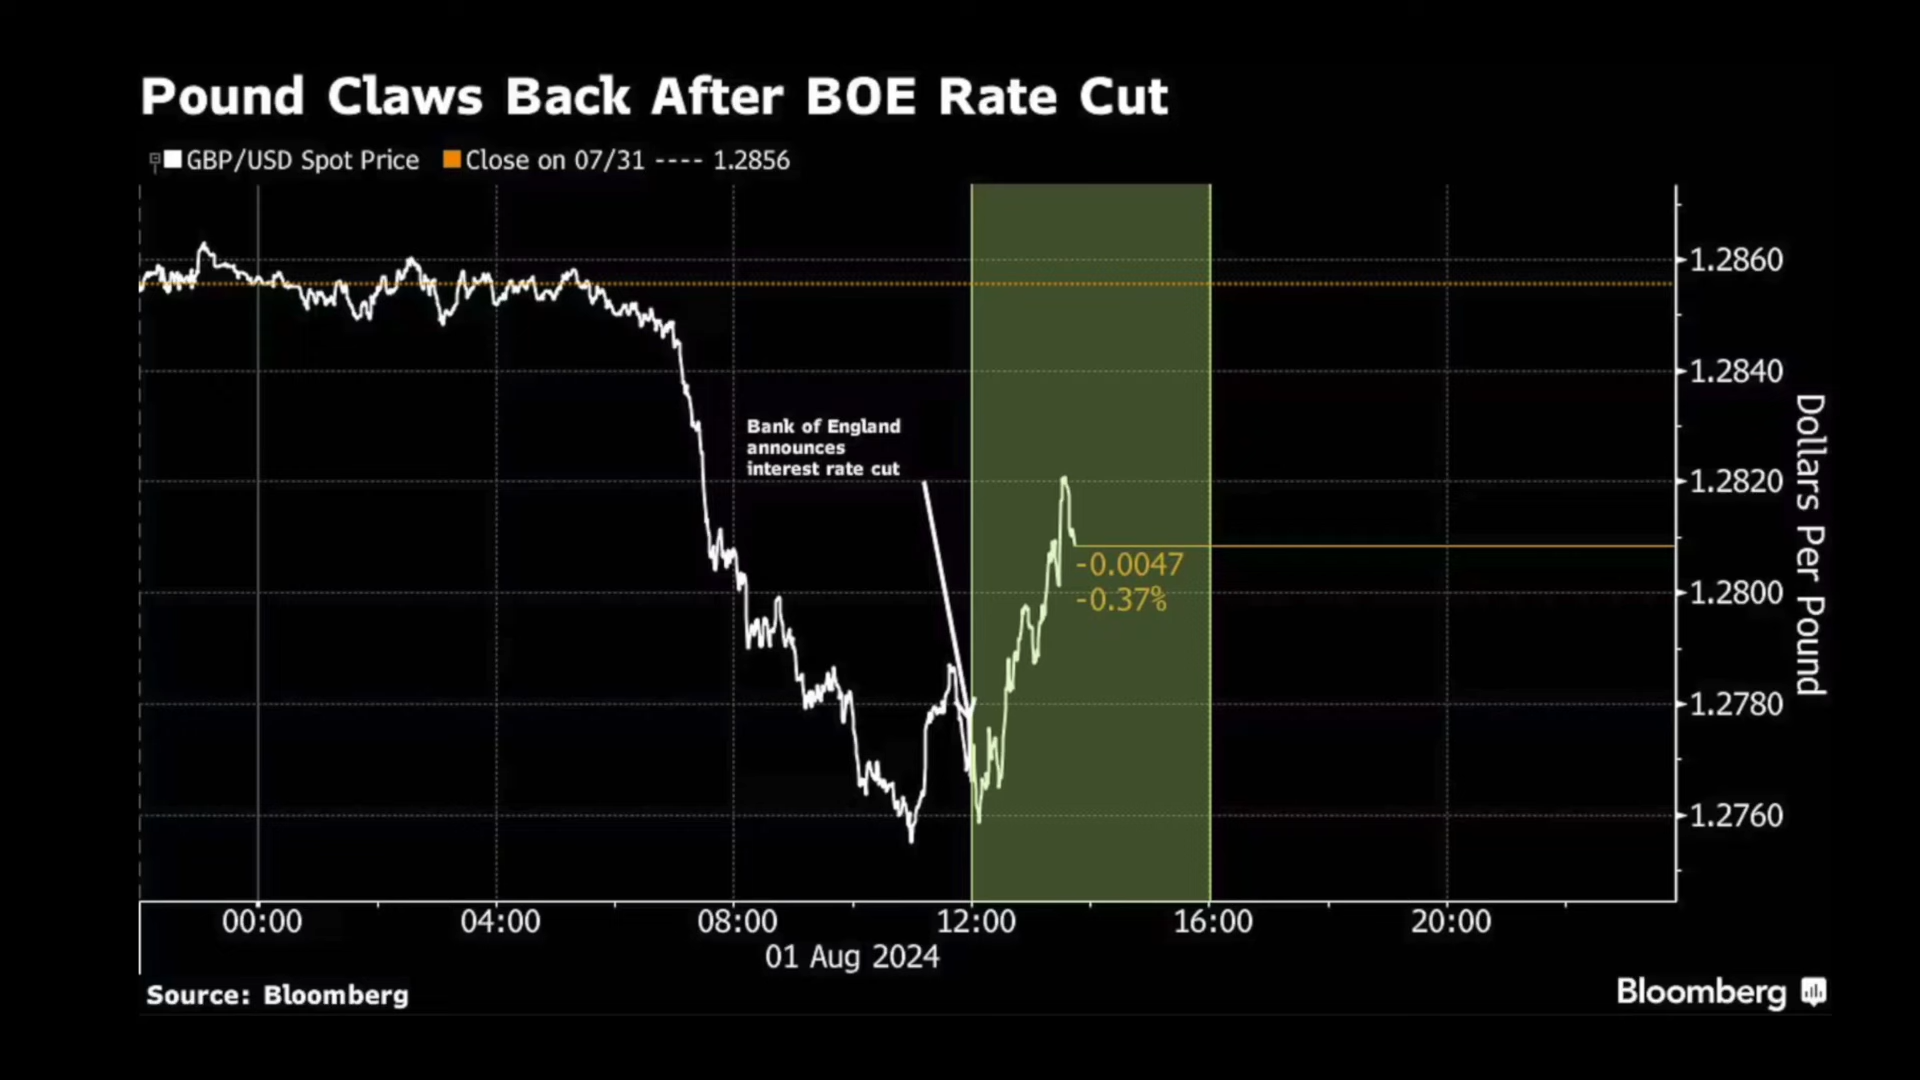 Pound Claws Back After BOE Rate Cut
GBP/USD Spot Price Close on 07/31 ---- 1.2856
1.2860
1.2840
Bank of England
announces
interest rate cut
1.2820
-0.0047
-0.37%
1.2800
1.2780
1.2760
Dollars Per Pound
00:00 04:00 08:00 12:00 16:00 20:00
01 Aug 2024
Source: Bloomberg
Bloomberg